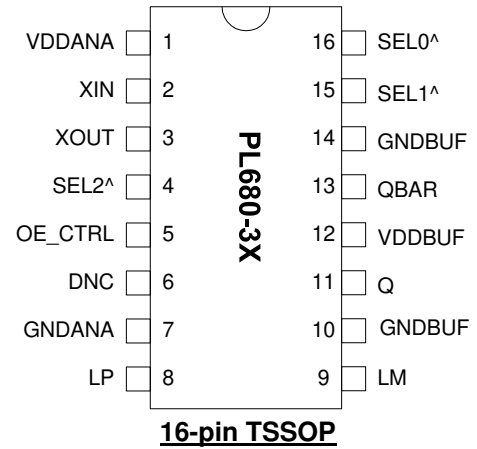 VDDANA 1 16 SEL0^
XIN 2 15 SEL1^
XOUT 3 14 GNDBUF
SEL2^ 4 13 QBAR
OE_CTRL 5 12 VDDBUF
DNC 6 11 Q
GNDANA 7 10 GNDBUF
LP 8 9 LM
PL680-3X
16-pin TSSOP